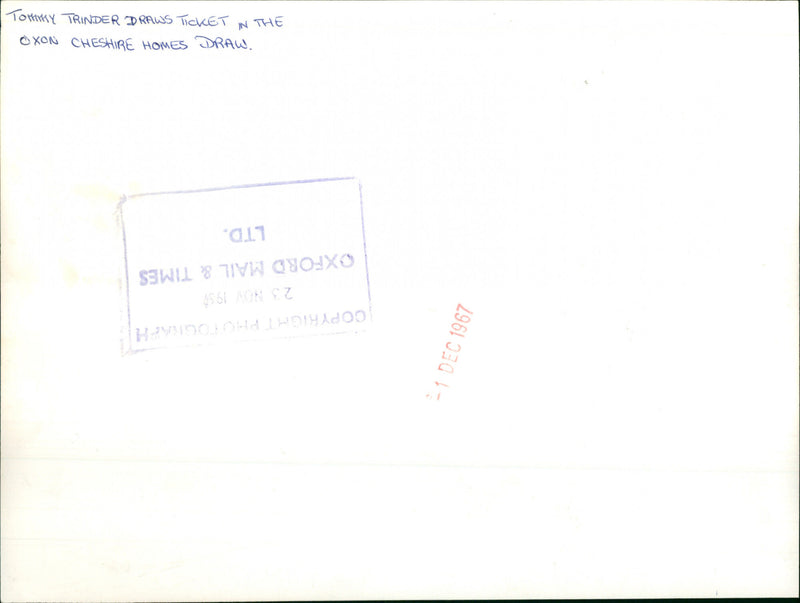 TOMMY TRINDER DRAWS TICKET IN THE
OXON CHESHIRE HOMES DRAW.
COPYRIGHT PHOTOGRAPH
23 NOV
OXFORD MAIL & TIMES
LTD.
-1 DEC 1967